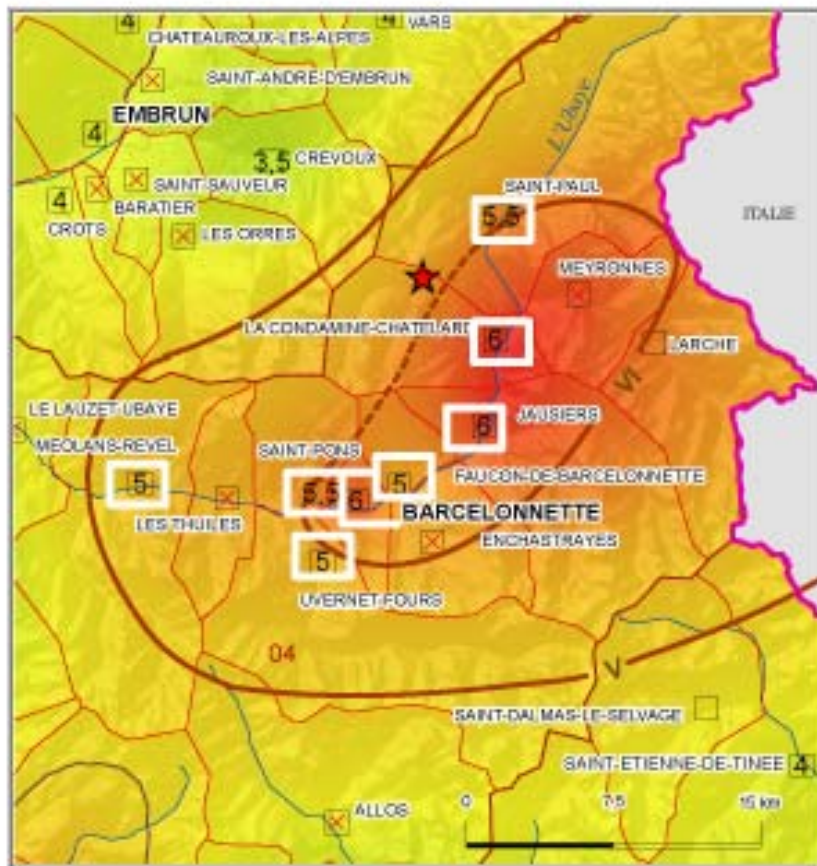 4
VARS
CHATEAUROUX-LES-ALPES
SAINT-ANDRE-D'EMBRUN
EMBRUN
4
3,5 CREVOUX
L'Ubaye
SAINT-PAUL
SAINT-SAUVEUR
4
BARATIER
5,5
ITALIE
CROTS
LES ORRES
MEYRONNES
LA CONDAMINE-CHATELARD
6
LARCHE
VI
LE LAUZET-UBAYE
JAUSIERS
6
MEOLANS-REVEL
SAINT-PONS
5
5
FAUCON-DE-BARCELONNETTE
6
LES THUILES
BARCELONNETTE
ENCHASTRAYES
5
UVERNET-FOURS
04
V
SAINT-DALMAS-LE-SELVAGE
SAINT-ETIENNE-DE-TINEE
4
ALLOS
0
7,5
15 km